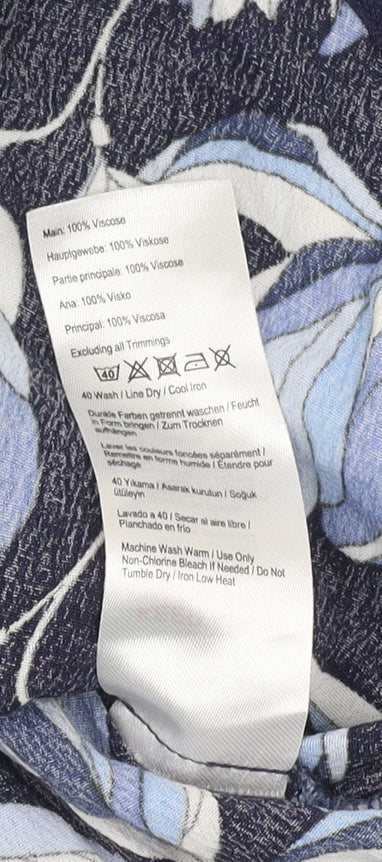 Main: 100% Viscose
Hauptgewebe: 100% Viskose
Partie principale: 100% Viscose
Ana: 100% Visko
Principal: 100% Viscosa
Excluding all Trimmings
40
40 Wash / Line Dry / Cool Iron
Dunkle Farben getrennt waschen / Feucht
in Form bringen / Zum Trocknen
aufhängen
Laver les couleurs foncées séparément /
Remettre en forme humide / Étendre pour
séchage
40 Yıkama / Asarak kurutun / Soğuk
ütüleyin
Lavado a 40 / Secar al aire libre /
Planchado en frío
Machine Wash Warm / Use Only
Non-Chlorine Bleach If Needed / Do Not
Tumble Dry / Iron Low Heat